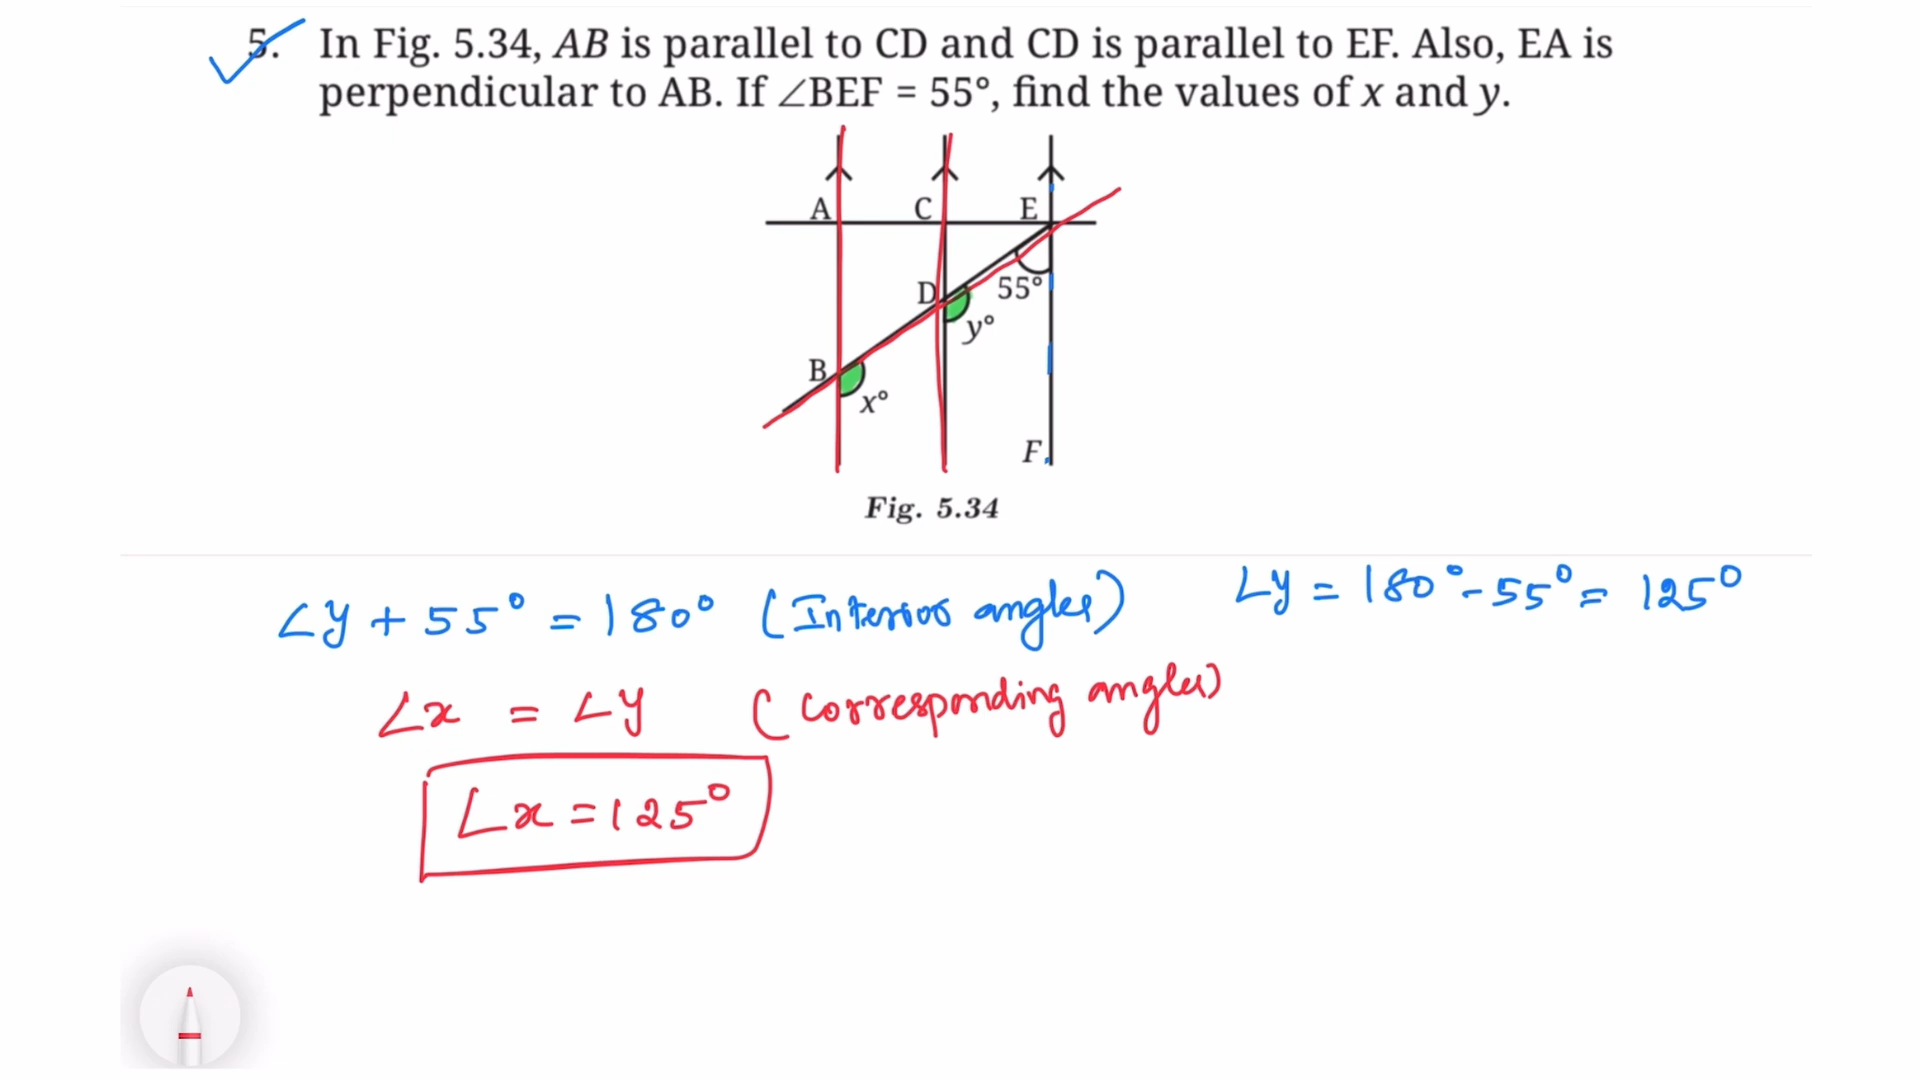 5. In Fig. 5.34, AB is parallel to CD and CD is parallel to EF. Also, EA is
perpendicular to AB. If ∠BEF = 55°, find the values of x and y.
A C E
D 55°
y°
B
x°
F
Fig. 5.34
∠y + 55° = 180° (Interior angles) ∠y = 180° - 55° = 125°
∠x = ∠y (Corresponding angles)
∠x = 125°